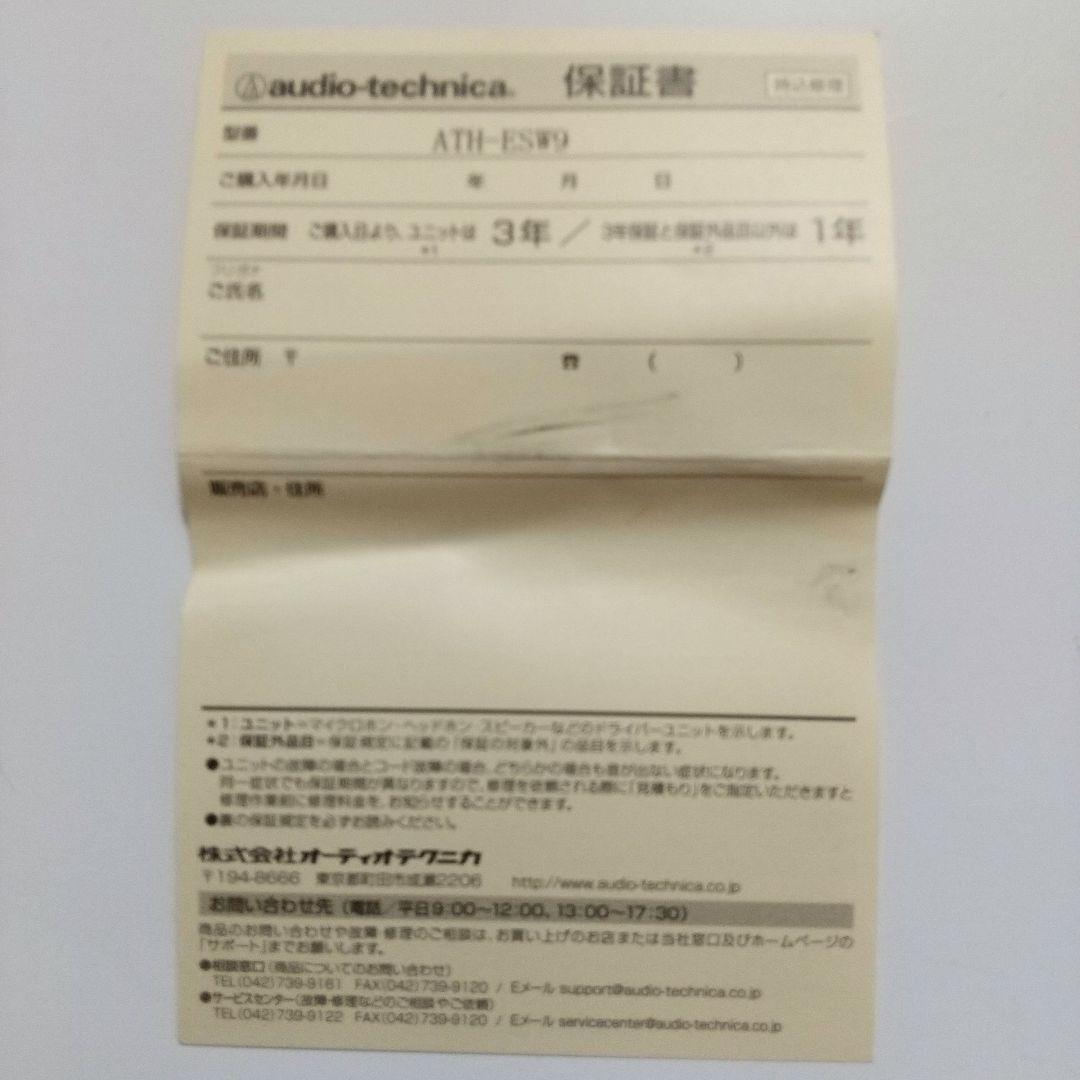 audio-technica. 保証書 持込修理
型番 ATH-ESW9
ご購入年月日 年 月 日
保証期間 ご購入日より、ユニットは 3年 / 3年保証と保証外品目以外は 1年
*1 *2
フリガナ
ご氏名
ご住所 〒 ☎ ( )
販売店・住所
*1:ユニット=マイクロホン・ヘッドホン・スピーカーなどのドライバーユニットを示します。
*2:保証外品目=保証規定に記載の「保証の対象外」の品目を示します。
●ユニットの故障の場合とコード故障の場合、どちらかの場合も音が出ない症状になります。
同一症状でも保証期間が異なりますので、修理を依頼される際に「見積もり」をご指定いただきますと
修理作業前に修理料金を、お知らせすることができます。
●裏の保証規定を必ずお読みください。
株式会社オーディオテクニカ
〒194-8666 東京都町田市成瀬2206 http://www.audio-technica.co.jp
お問い合わせ先(電話/平日9:00~12:00、13:00~17:30)
商品のお問い合わせや故障・修理のご相談は、お買い上げのお店または当社窓口及びホームページの
「サポート」までお願いします。
●相談窓口(商品についてのお問い合わせ)
TEL(042)739-9161 FAX(042)739-9120 / Eメール support@audio-technica.co.jp
●サービスセンター(故障・修理などのご相談やご依頼)
TEL(042)739-9122 FAX(042)739-9120 / Eメール servicecenter@audio-technica.co.jp